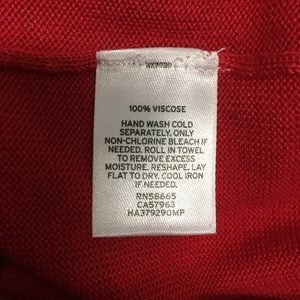 100% VISCOSE
HAND WASH COLD
SEPARATELY, ONLY
NON-CHLORINE BLEACH IF
NEEDED. ROLL IN TOWEL
TO REMOVE EXCESS
MOISTURE. RESHAPE. LAY
FLAT TO DRY. COOL IRON
IF NEEDED.
RN58665
CA57963
HA379290MP